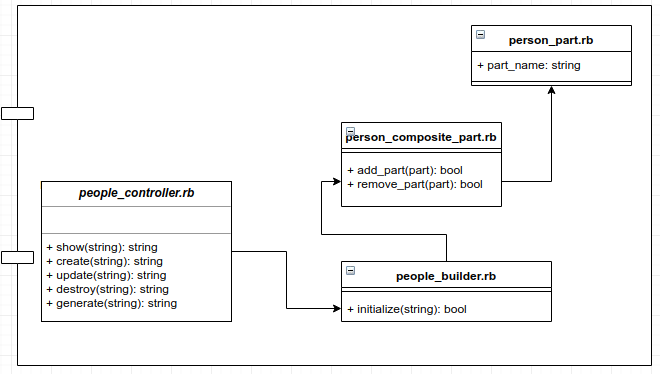 person_part.rb
+ part_name: string
person_composite_part.rb
+ add_part(part): bool
+ remove_part(part): bool
people_controller.rb
+ show(string): string
+ create(string): string
+ update(string): string
+ destroy(string): string
+ generate(string): string
people_builder.rb
+ initialize(string): bool